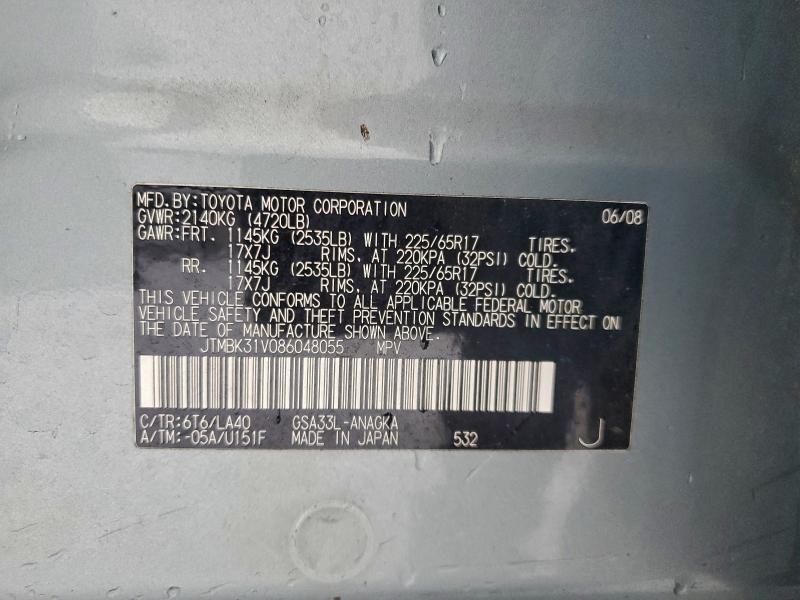 MFD.BY:TOYOTA MOTOR CORPORATION 06/08
GVWR:2140KG (4720LB)
GAWR:FRT. 1145KG (2535LB) WITH 225/65R17 TIRES.
17X7J RIMS, AT 220KPA (32PSI) COLD.
RR. 1145KG (2535LB) WITH 225/65R17 TIRES.
17X7J RIMS, AT 220KPA (32PSI) COLD.
THIS VEHICLE CONFORMS TO ALL APPLICABLE FEDERAL MOTOR
VEHICLE SAFETY AND THEFT PREVENTION STANDARDS IN EFFECT ON
THE DATE OF MANUFACTURE SHOWN ABOVE.
JTMBK31V086048055 MPV
C/TR:6T6/LA40 GSA33L-ANAGKA
A/TM:-05A/U151F MADE IN JAPAN 532 J